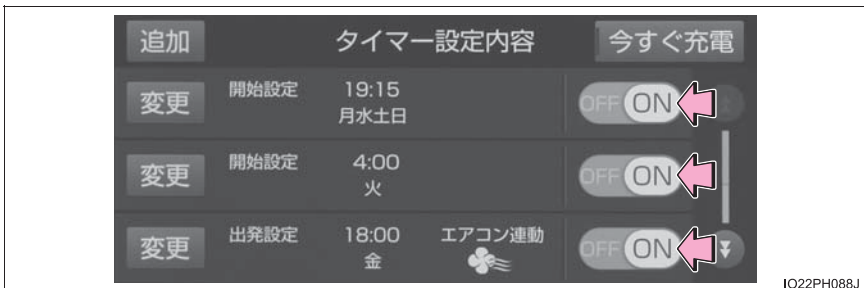 追加 タイマー設定内容 今すぐ充電
変更 開始設定 19:15 OFF ON
月水土日
変更 開始設定 4:00 OFF ON
火
変更 出発設定 18:00 エアコン連動 OFF ON
金
IO22PH088J